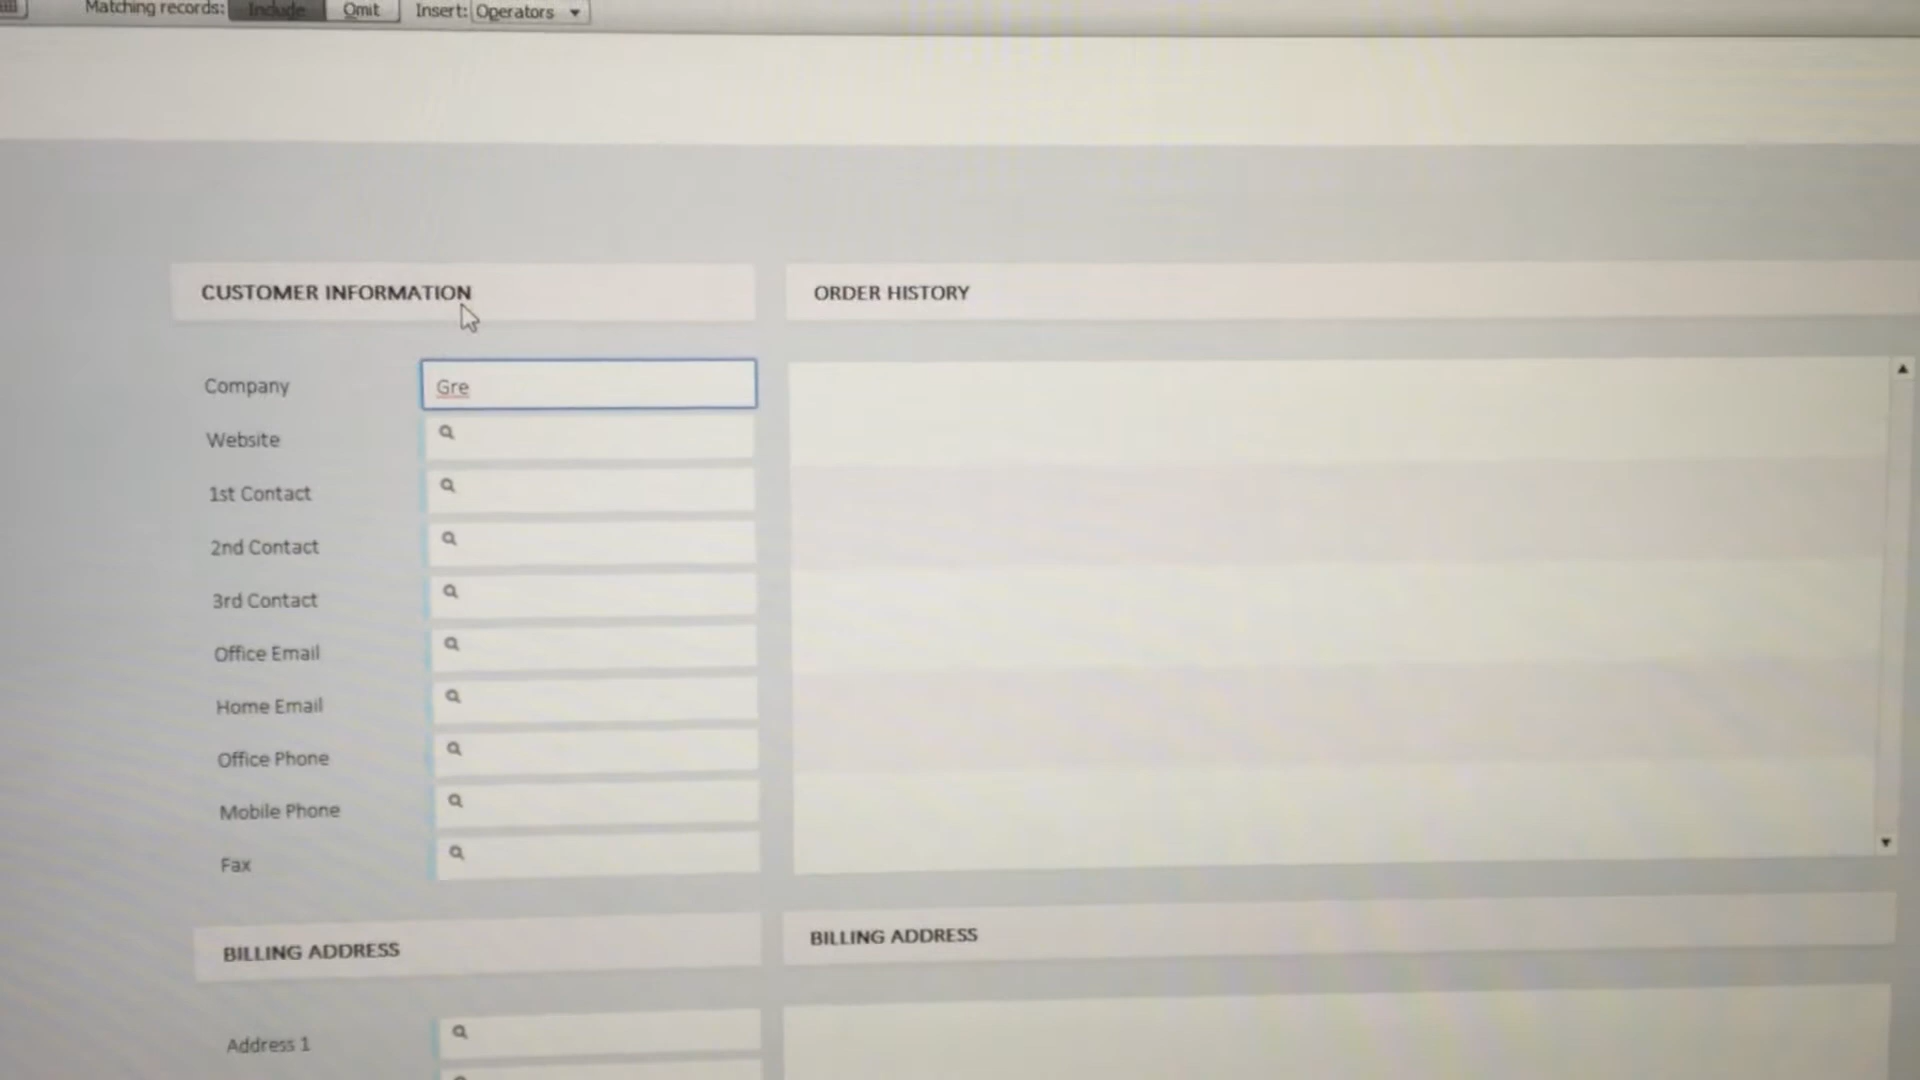 Matching records: Include Omit Insert: Operators
CUSTOMER INFORMATION
Company Gre
Website
1st Contact
2nd Contact
3rd Contact
Office Email
Home Email
Office Phone
Mobile Phone
Fax
BILLING ADDRESS
Address 1
ORDER HISTORY
BILLING ADDRESS